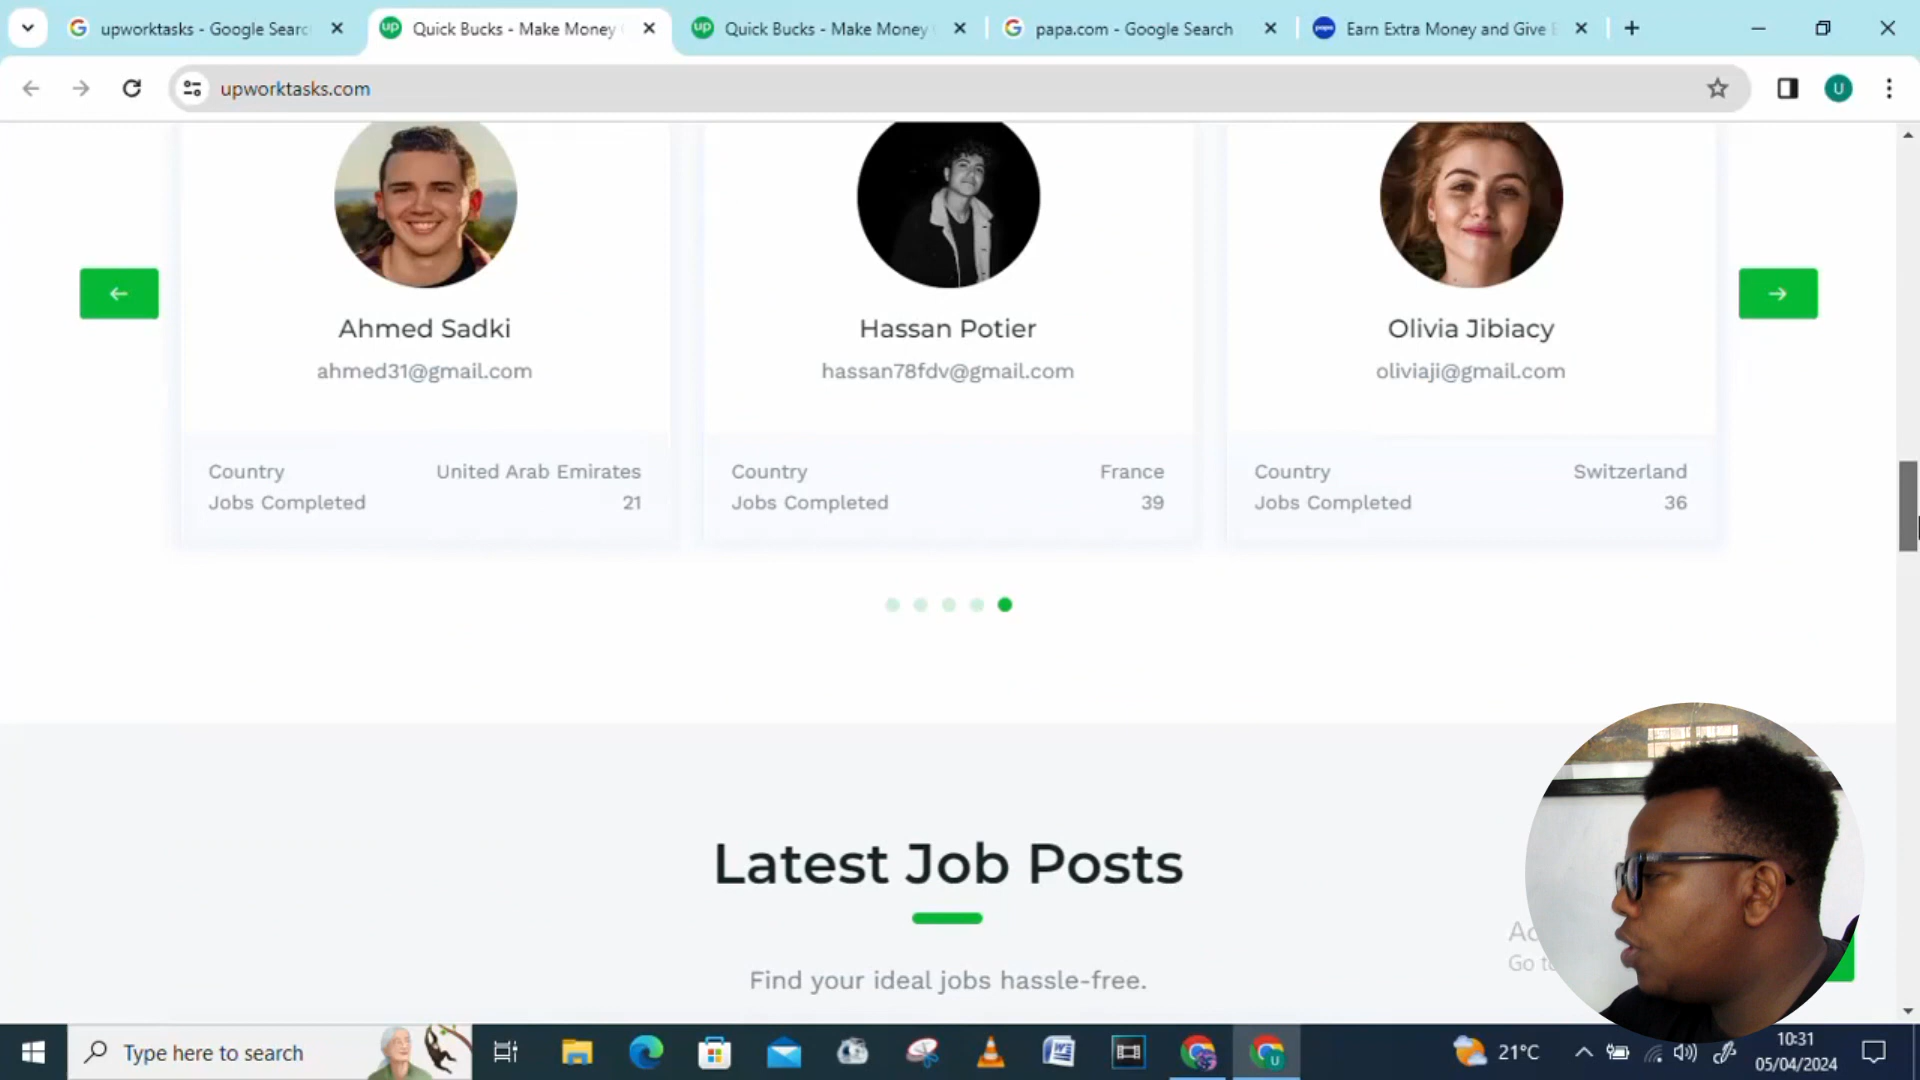 upworktasks - Google Searc
Quick Bucks - Make Money
Quick Bucks - Make Money
papa.com - Google Search
Earn Extra Money and Give
upworktasks.com
U
Ahmed Sadki
Hassan Potier
Olivia Jibiacy
ahmed31@gmail.com
hassan78fdv@gmail.com
oliviaji@gmail.com
Country United Arab Emirates
Jobs Completed 21
Country France
Jobs Completed 39
Country Switzerland
Jobs Completed 36
Latest Job Posts
Find your ideal jobs hassle-free.
Go to
Type here to search
21°C
10:31
05/04/2024